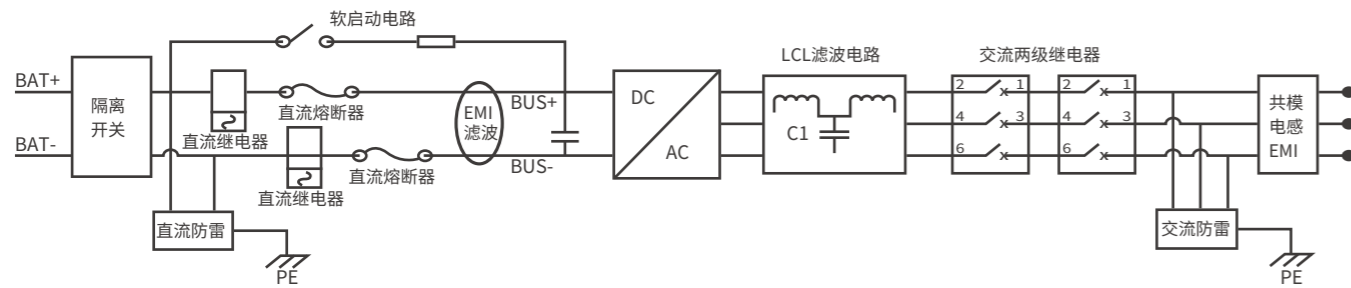 软启动电路
BAT+
BAT-
隔离
开关
直流继电器
直流熔断器
直流继电器
直流熔断器
EMI
滤波
BUS+
BUS-
DC
AC
LCL滤波电路
C1
交流两级继电器
2 1
4 3
6
2 1
4 3
6
共模
电感
EMI
直流防雷
PE
交流防雷
PE